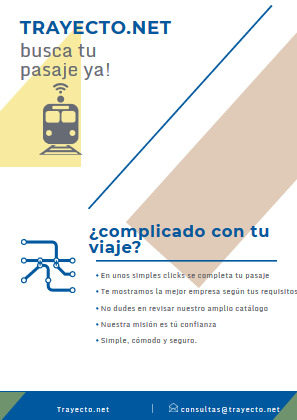 TRAYECTO.NET
busca tu
pasaje ya!
¿complicado con tu
viaje?
• En unos simples clicks se completa tu pasaje
• Te mostramos la mejor empresa según tus requisitos
• No dudes en revisar nuestro amplio catálogo
• Nuestra misión es tú confianza
• Simple, cómodo y seguro.
Trayecto.net | consultas@trayecto.net